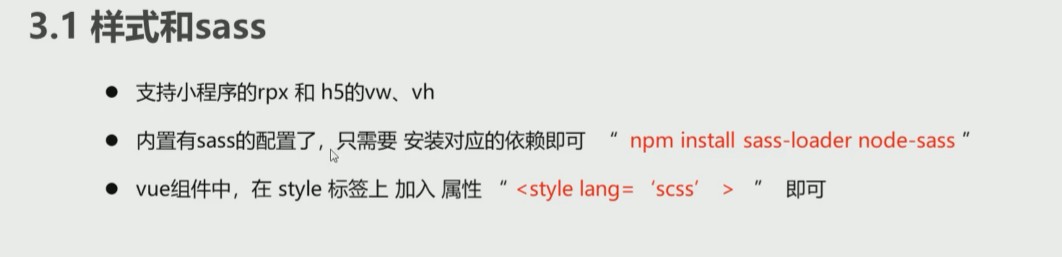 3.1 样式和sass
● 支持小程序的rpx 和 h5的vw、vh
● 内置有sass的配置了，只需要 安装对应的依赖即可 “ npm install sass-loader node-sass ”
● vue组件中，在 style 标签上 加入 属性 “ <style lang= ‘scss’ > ” 即可